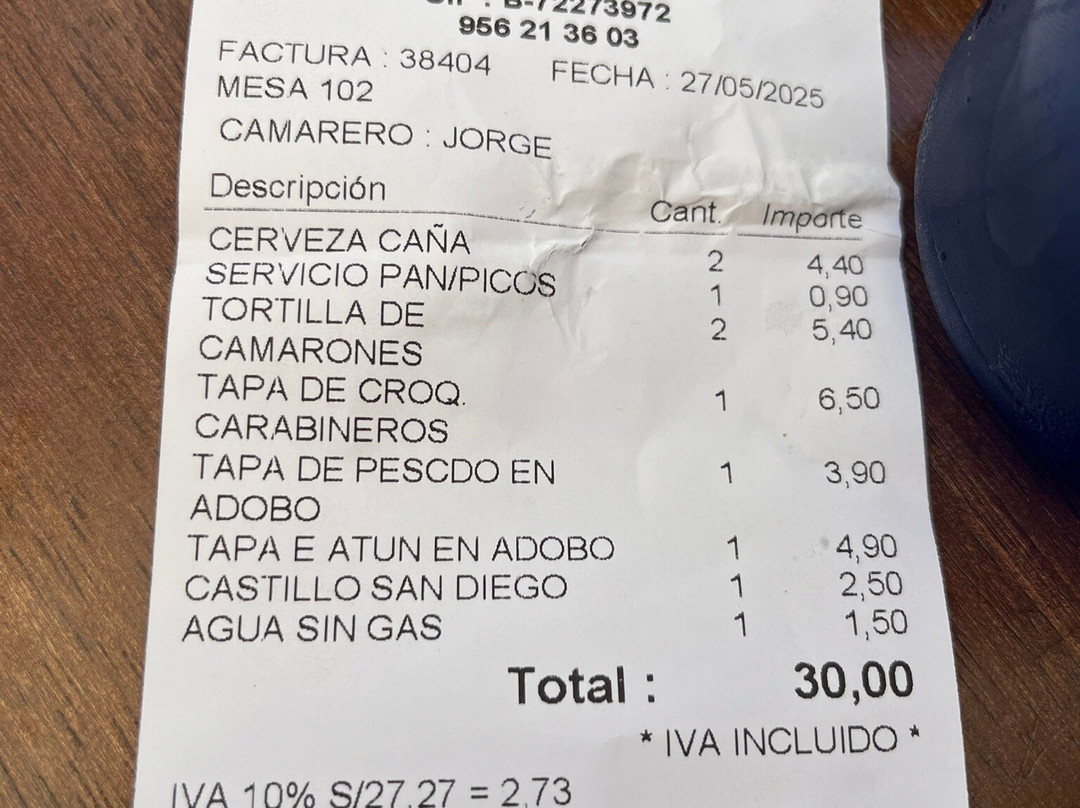 B-72273972
956 21 36 03
FACTURA : 38404 FECHA : 27/05/2025
MESA 102
CAMARERO : JORGE
Descripción Cant. Importe
CERVEZA CAÑA 2 4,40
SERVICIO PAN/PICOS 1 0,90
TORTILLA DE 2 5,40
CAMARONES
TAPA DE CROQ. 1 6,50
CARABINEROS
TAPA DE PESCDO EN 1 3,90
ADOBO
TAPA E ATUN EN ADOBO 1 4,90
CASTILLO SAN DIEGO 1 2,50
AGUA SIN GAS 1 1,50
Total : 30,00
* IVA INCLUIDO *
IVA 10% S/27,27 = 2,73